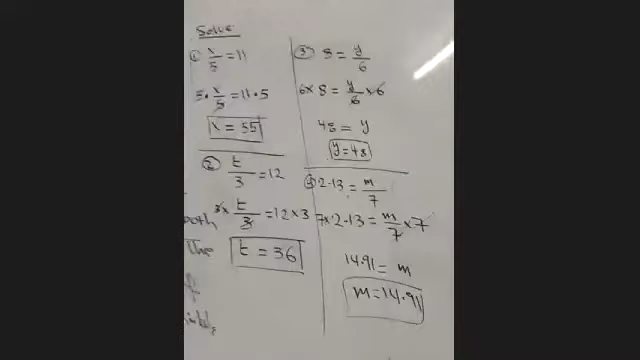 Solve
① x/5 = 11
5 · x/5 = 11 · 5
x = 55
② t/3 = 12
3 x t/3 = 12 x 3
t = 36
③ 8 = y/6
6 x 8 = y/6 x 6
48 = y
y = 48
④ 2.13 = m/7
7 x 2.13 = m/7 x 7
14.91 = m
m = 14.91
the